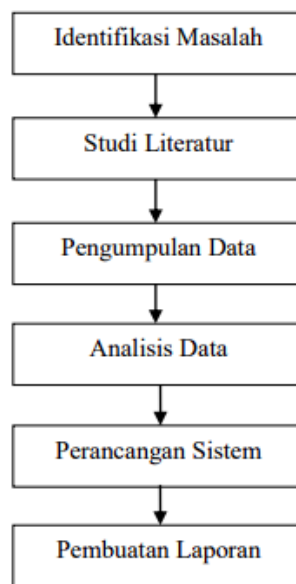 Identifikasi Masalah
Studi Literatur
Pengumpulan Data
Analisis Data
Perancangan Sistem
Pembuatan Laporan